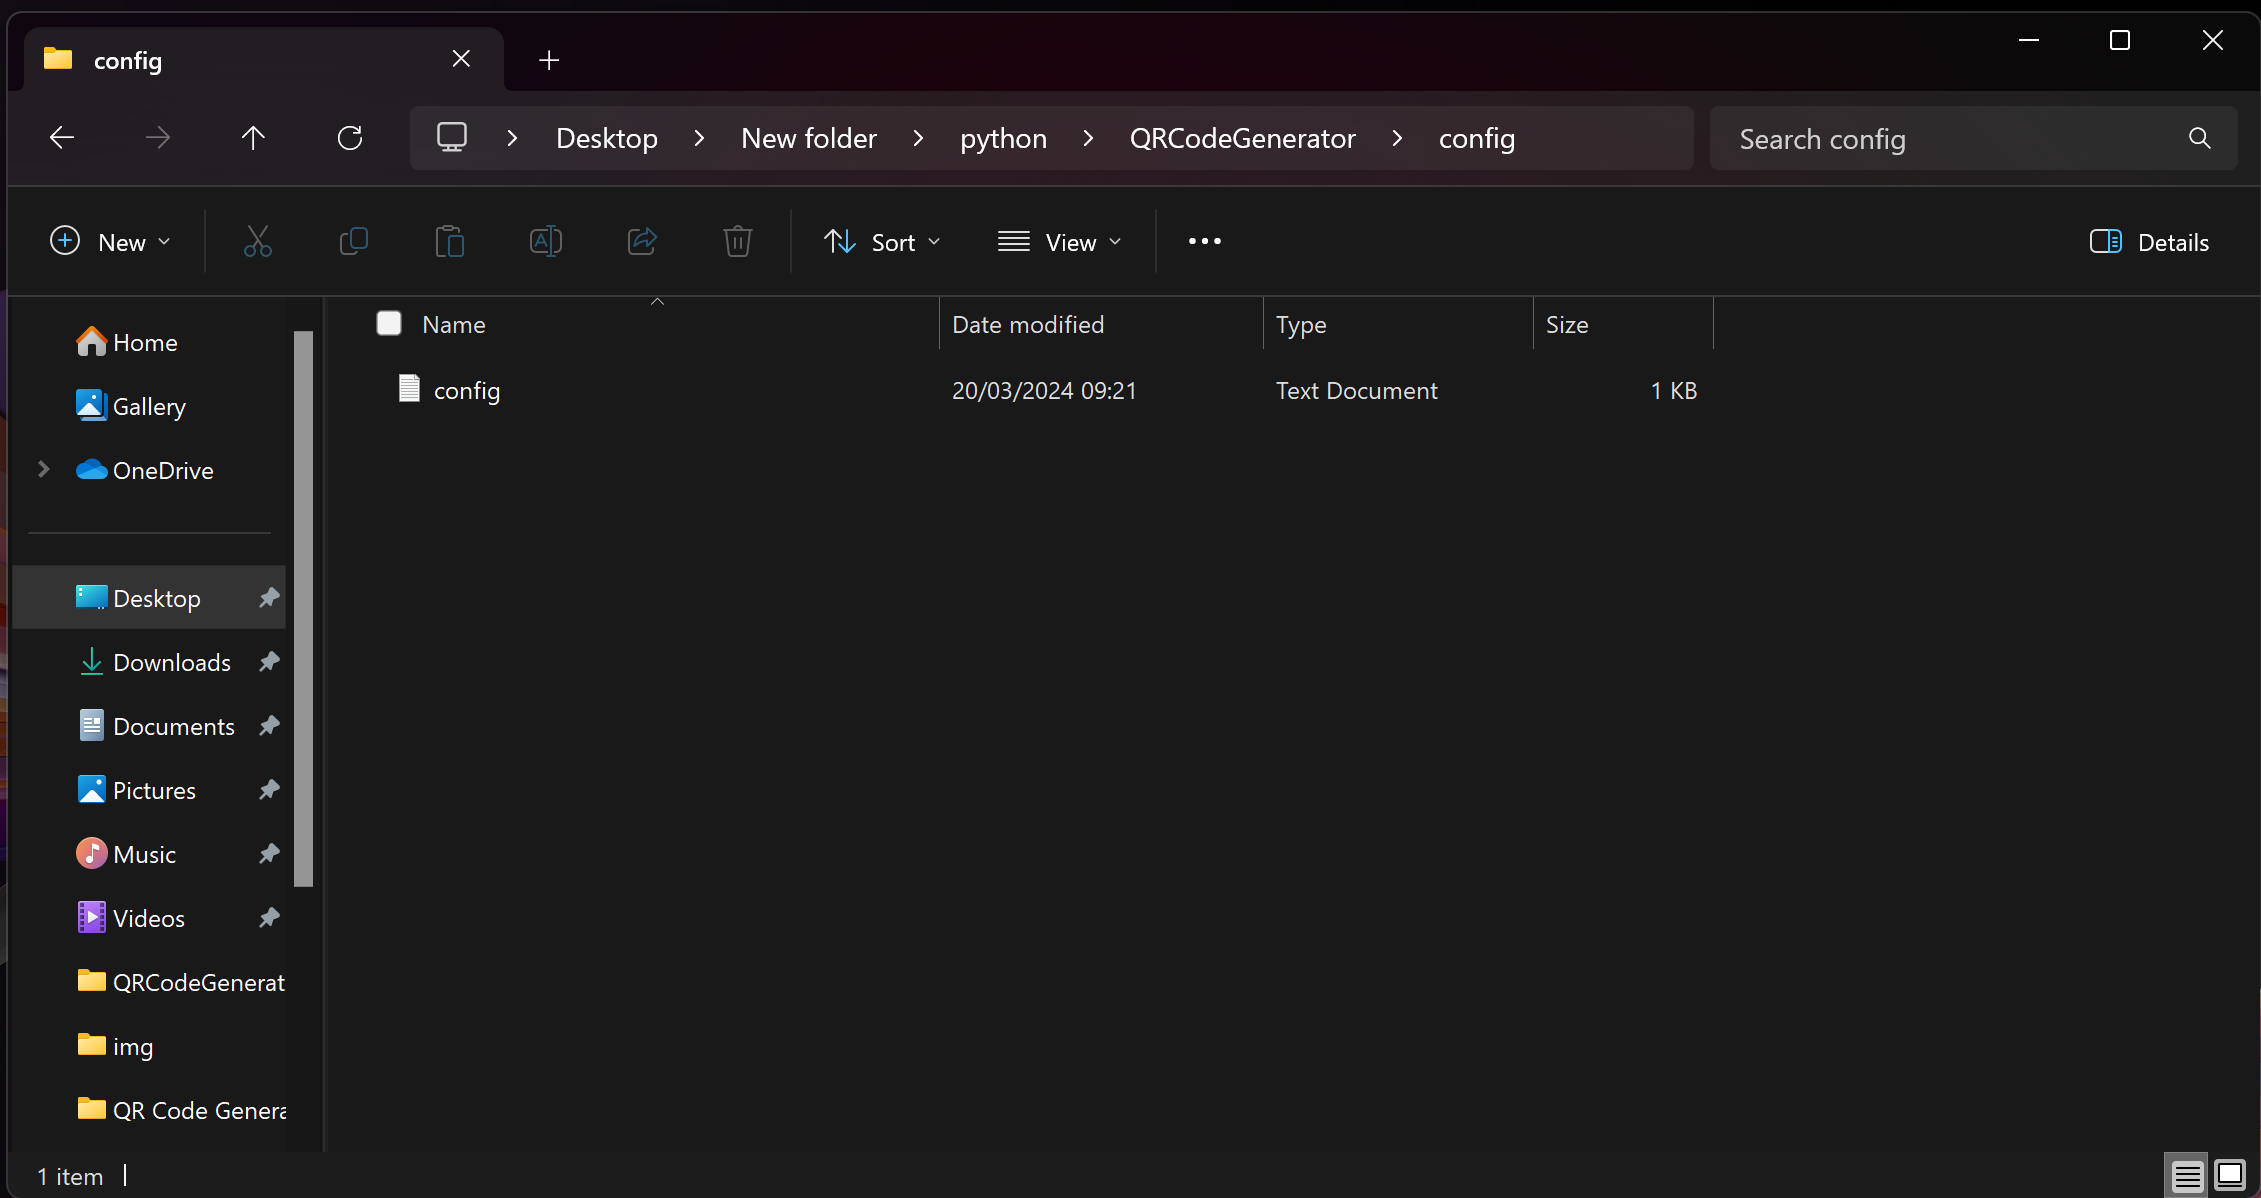 config
Desktop > New folder > python > QRCodeGenerator > config
Search config
New
Sort
View
Details
Name
Date modified
Type
Size
config
20/03/2024 09:21
Text Document
1 KB
Home
Gallery
OneDrive
Desktop
Downloads
Documents
Pictures
Music
Videos
QRCodeGenerat
img
QR Code Genera
1 item